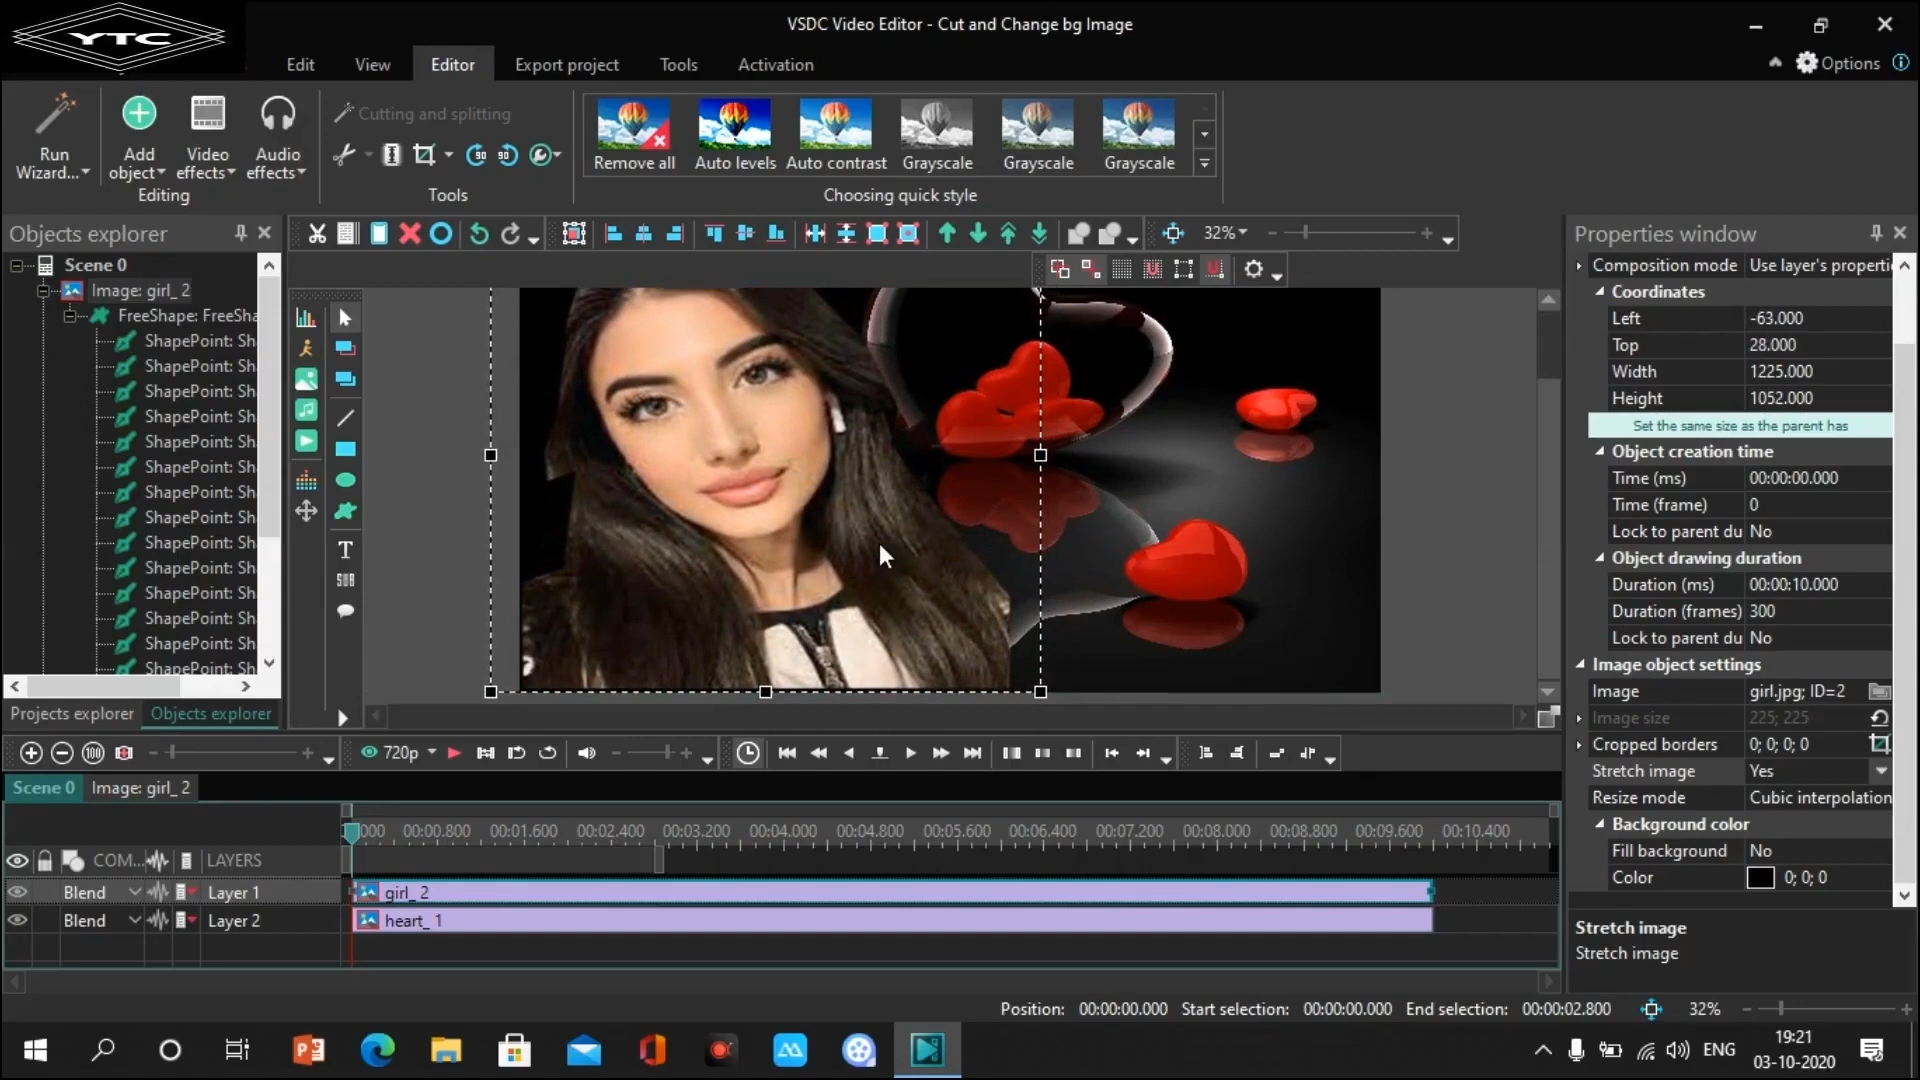 YTC
VSDC Video Editor - Cut and Change bg Image
Edit View Editor Export project Tools Activation
Options
Run Wizard...
Add object
Video effects
Audio effects
Editing
Cutting and splitting
Tools
Remove all
Auto levels
Auto contrast
Grayscale
Grayscale
Grayscale
Choosing quick style
Objects explorer
32%
Properties window
Scene 0
Image: girl_ 2
FreeShape: FreeSha
ShapePoint: Sh
ShapePoint: Sh
ShapePoint: Sh
ShapePoint: Sh
ShapePoint: Sh
ShapePoint: Sh
ShapePoint: Sh
ShapePoint: Sh
ShapePoint: Sh
ShapePoint: Sh
ShapePoint: Sh
ShapePoint: Sh
ShapePoint: Sh
ShapePoint: Sh
Projects explorer Objects explorer
T
SUB
Composition mode Use layer's properti
Coordinates
Left -63.000
Top 28.000
Width 1225.000
Height 1052.000
Set the same size as the parent has
Object creation time
Time (ms) 00:00:00.000
Time (frame) 0
Lock to parent du No
Object drawing duration
Duration (ms) 00:00:10.000
Duration (frames) 300
Lock to parent du No
Image object settings
Image girl.jpg; ID=2
Image size 225; 225
Cropped borders 0; 0; 0; 0
Stretch image Yes
Resize mode Cubic interpolation
Background color
Fill background No
Color 0; 0; 0
Stretch image
Stretch image
720p
Scene 0 Image: girl_ 2
000 00:00.800 00:01.600 00:02.400 00:03.200 00:04.000 00:04.800 00:05.600 00:06.400 00:07.200 00:08.000 00:08.800 00:09.600 00:10.400
COM... LAYERS
Blend Layer 1 girl_ 2
Blend Layer 2 heart_ 1
Position: 00:00:00.000 Start selection: 00:00:00.000 End selection: 00:00:02.800 32%
ENG
19:21
03-10-2020